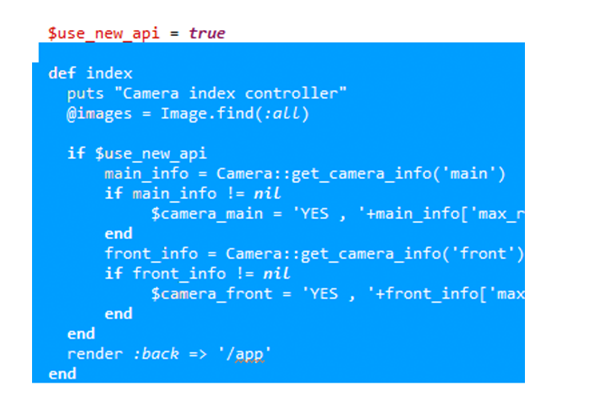 $use_new_api = true
def index
puts "Camera index controller"
@images = Image.find(:all)
if $use_new_api
main_info = Camera::get_camera_info('main')
if main_info != nil
$camera_main = 'YES , '+main_info['max_r
end
front_info = Camera::get_camera_info('front')
if front_info != nil
$camera_front = 'YES , '+front_info['max
end
end
render :back => '/app'
end